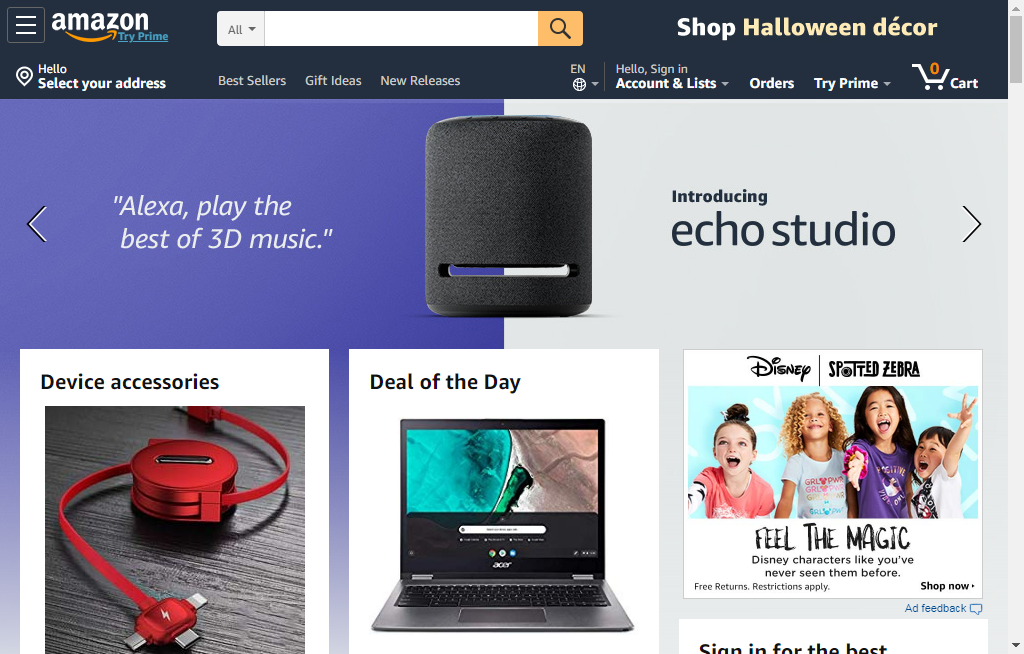 amazon
Try Prime
All
Shop Halloween décor
Hello
Select your address
Best Sellers
Gift Ideas
New Releases
EN
Hello, Sign in
Account & Lists
Orders
Try Prime
0
Cart
"Alexa, play the
best of 3D music."
Introducing
echo studio
Device accessories
Deal of the Day
acer
Disney
SPOTTED ZEBRA
GRL PWR
POSITIVE
FEEL THE MAGIC
Disney characters like you've
never seen them before.
Free Returns. Restrictions apply.
Shop now
Ad feedback
Sign in for the best